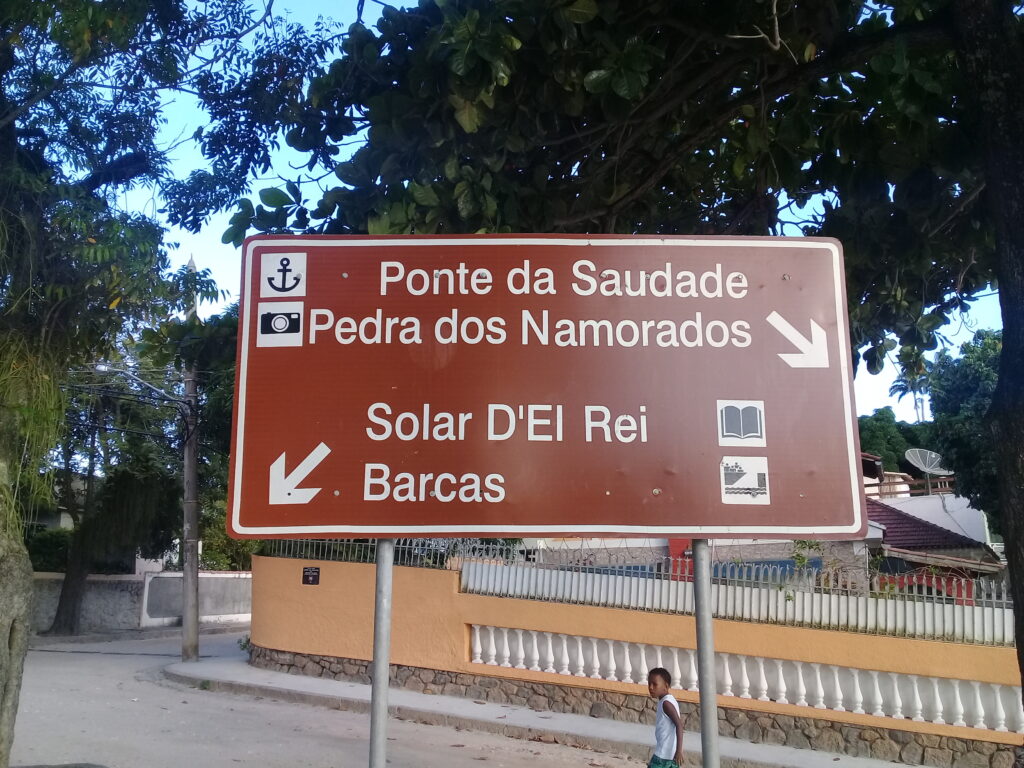 Ponte da Saudade
Pedra dos Namorados
Solar D'El Rei
Barcas